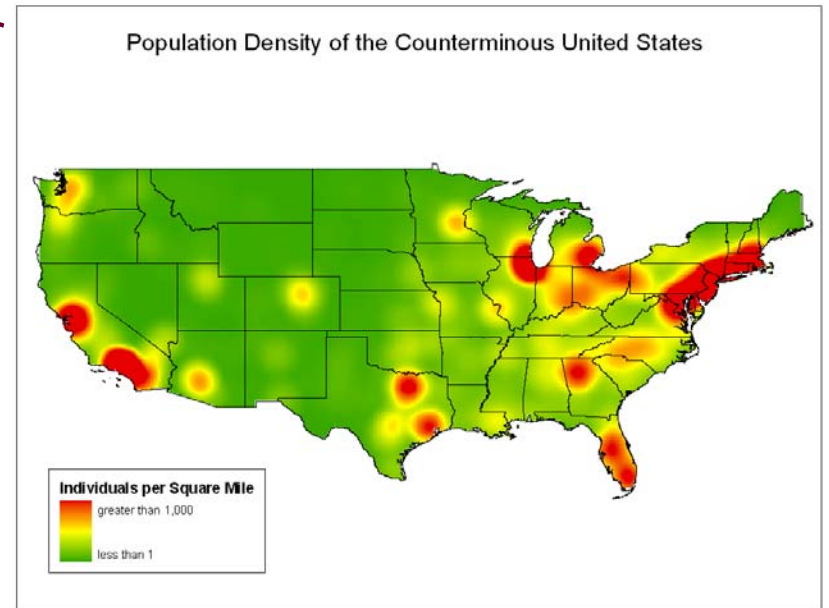 Population Density of the Counterminous United States
Individuals per Square Mile
greater than 1,000
less than 1